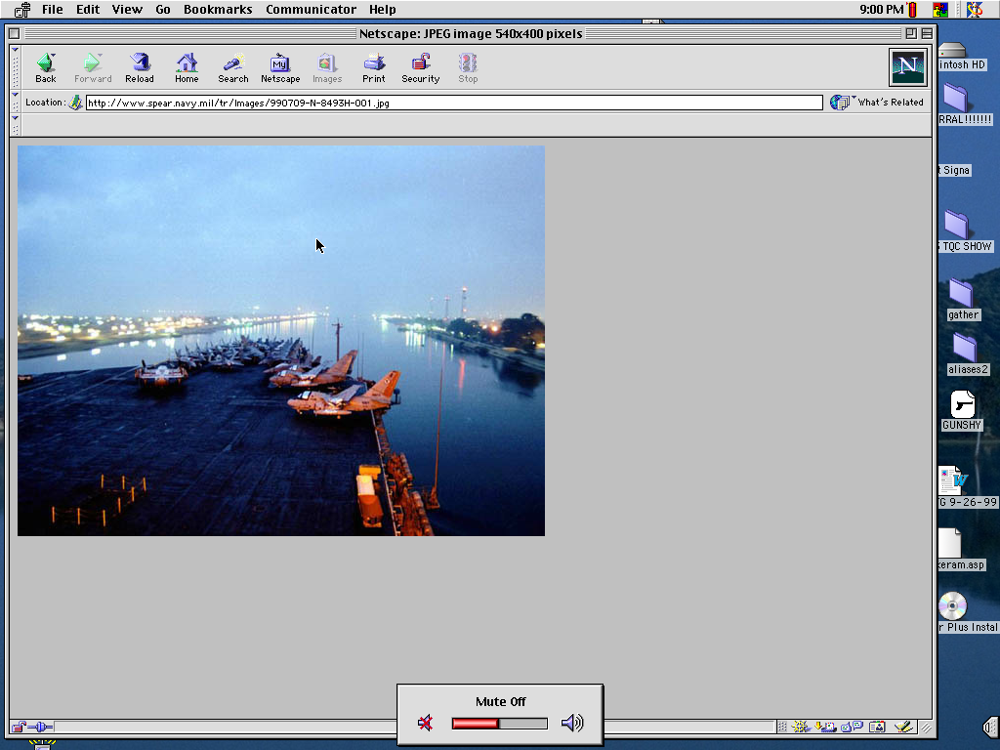 File Edit View Go Bookmarks Communicator Help
9:00 PM
Netscape: JPEG image 540x400 pixels
Back Forward Reload Home Search Netscape Images Print Security Stop
My
N
Location: http://www.spear.navy.mil/tr/Images/990709-N-8493H-001.jpg What's Related
intosh HD
RRAL!!!!!!!
t Signa
TQC SHOW
gather
aliases2
GUNSHY
W
G 9-26-99
keram.asp
r Plus Instal
Mute Off